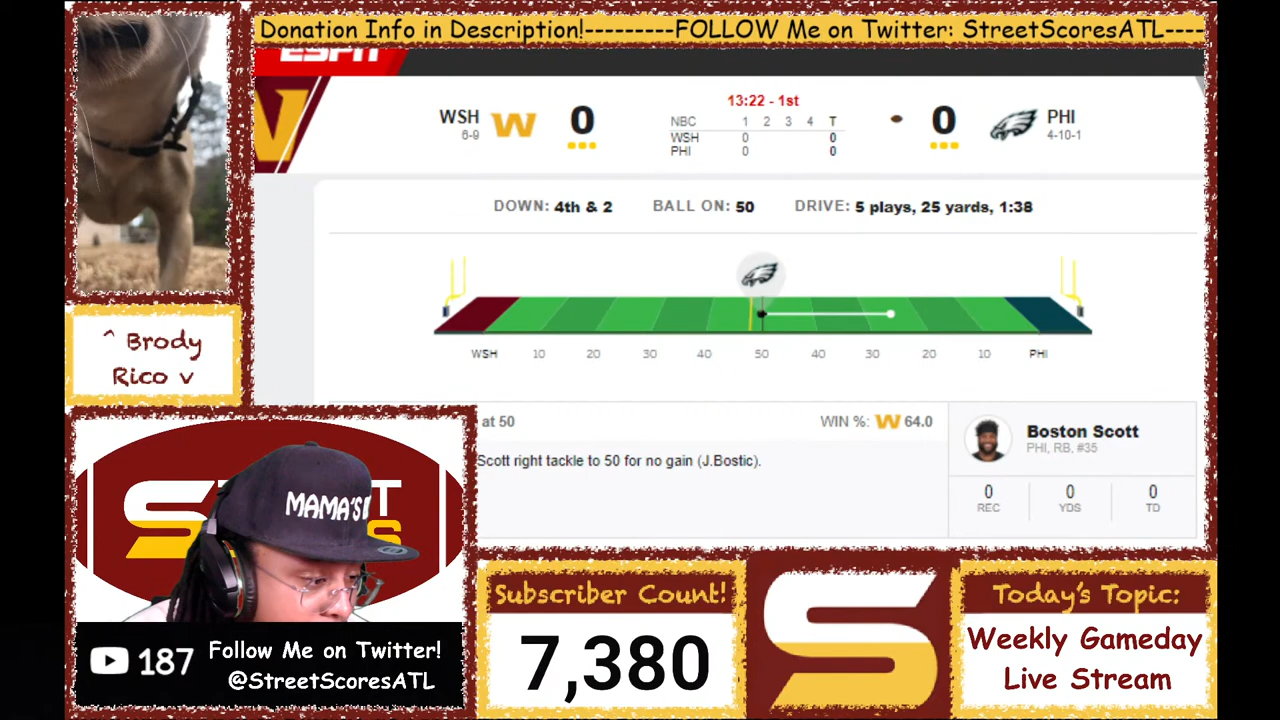 Donation Info in Description!---------FOLLOW Me on Twitter: StreetScoresATL----
WSH
6-9
W
0
13:22 - 1st
NBC 1 2 3 4 T
WSH 0 0
PHI 0 0
0
PHI
4-10-1
DOWN: 4th & 2 BALL ON: 50 DRIVE: 5 plays, 25 yards, 1:38
WSH 10 20 30 40 50 40 30 20 10 PHI
^ Brody
Rico v
at 50
WIN %: W 64.0
Scott right tackle to 50 for no gain (J.Bostic).
Boston Scott
PHI, RB, #35
0 0 0
REC YDS TD
MAMA'S
187
Follow Me on Twitter!
@StreetScoresATL
Subscriber Count!
7,380
S
Today's Topic:
Weekly Gameday
Live Stream